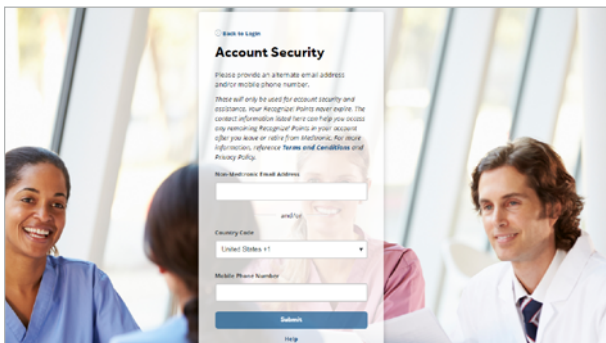 Back to Login
Account Security
Please provide an alternate email address
and/or mobile phone number.
These will only be used for account security and
assistance. Your Recognize! Points never expire. The
contact information listed here can help you access
any remaining Recognize! Points in your account
after you leave or retire from Medtronic. For more
information, reference Terms and Conditions and
Privacy Policy.
Non-Medtronic Email Address
and/or
Country Code
United States +1
Mobile Phone Number
Submit
Help